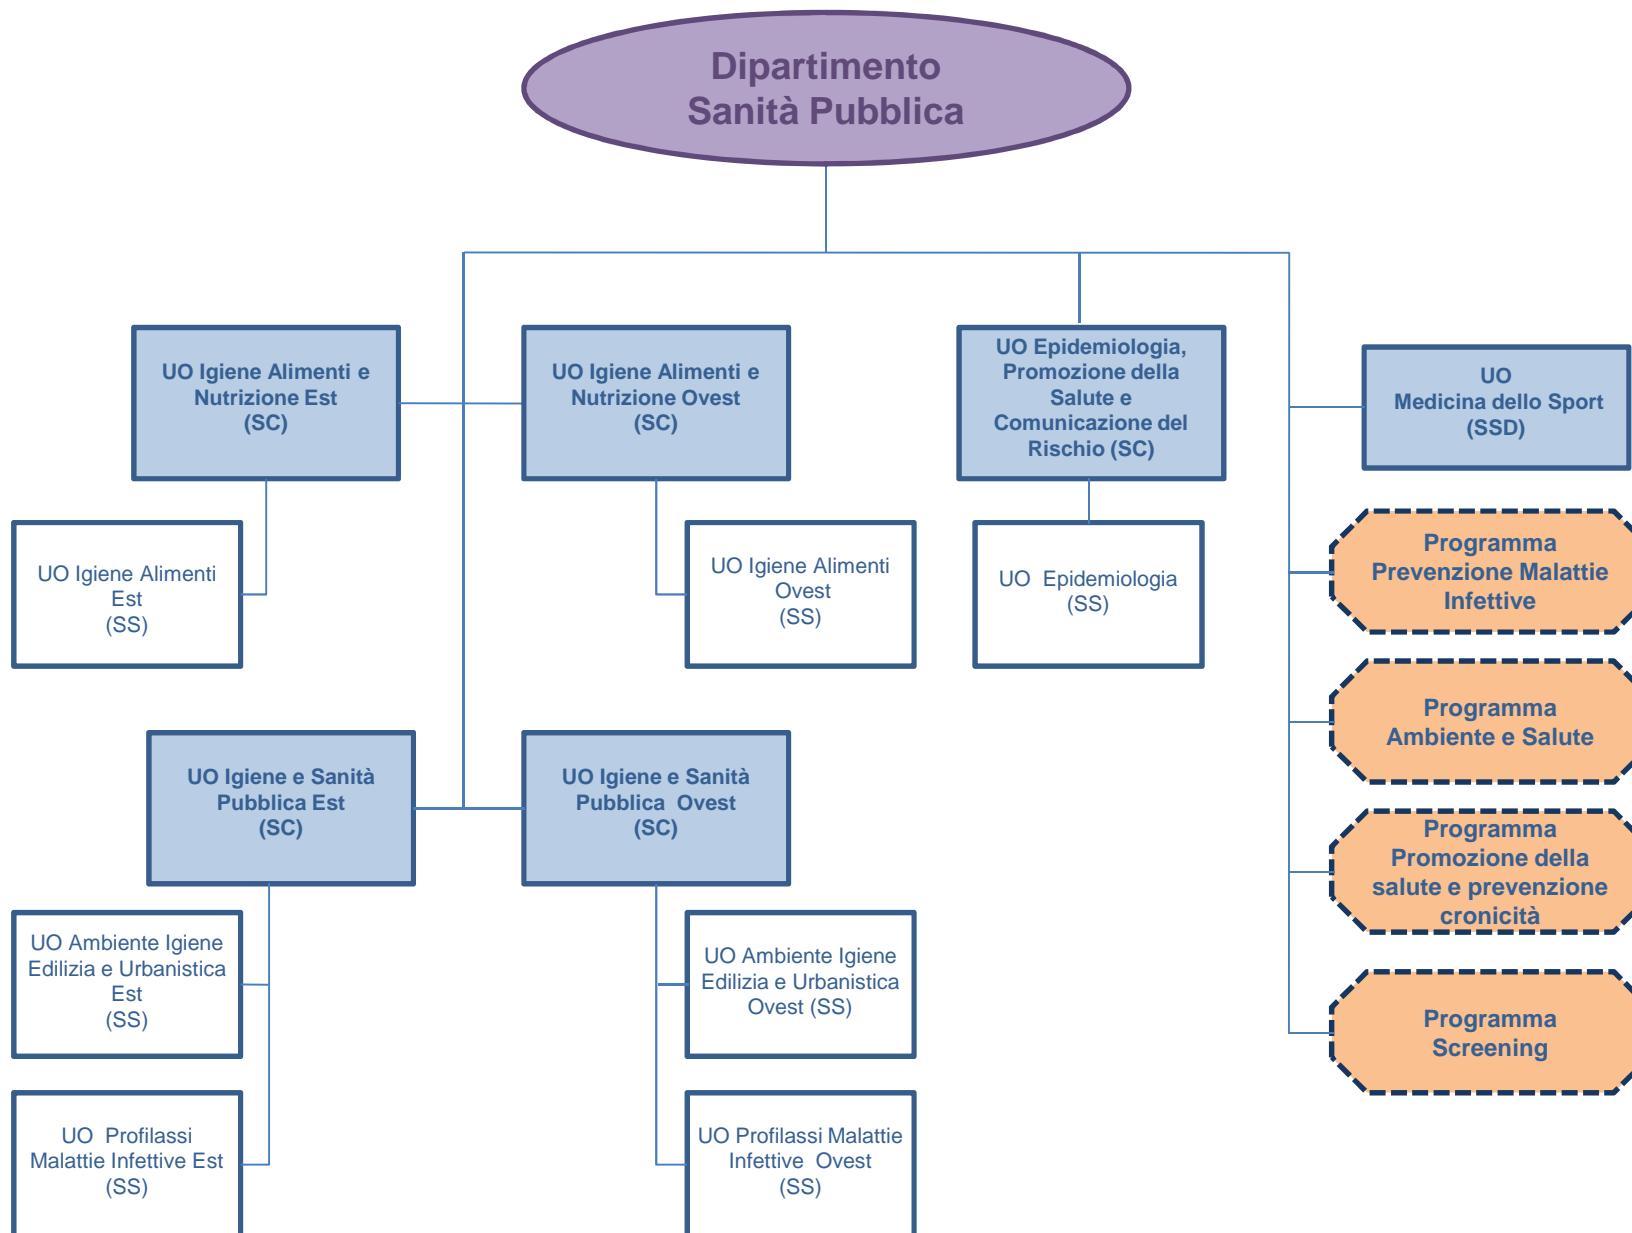 Dipartimento
Sanità Pubblica
UO Igiene Alimenti e
Nutrizione Est
(SC)
UO Igiene Alimenti e
Nutrizione Ovest
(SC)
UO Epidemiologia,
Promozione della
Salute e
Comunicazione del
Rischio (SC)
UO
Medicina dello Sport
(SSD)
UO Igiene Alimenti
Est
(SS)
UO Igiene Alimenti
Ovest
(SS)
UO Epidemiologia
(SS)
Programma
Prevenzione Malattie
Infettive
Programma
Ambiente e Salute
UO Igiene e Sanità
Pubblica Est
(SC)
UO Igiene e Sanità
Pubblica Ovest
(SC)
Programma
Promozione della
salute e prevenzione
cronicità
UO Ambiente Igiene
Edilizia e Urbanistica
Est
(SS)
UO Ambiente Igiene
Edilizia e Urbanistica
Ovest (SS)
Programma
Screening
UO Profilassi
Malattie Infettive Est
(SS)
UO Profilassi Malattie
Infettive Ovest
(SS)